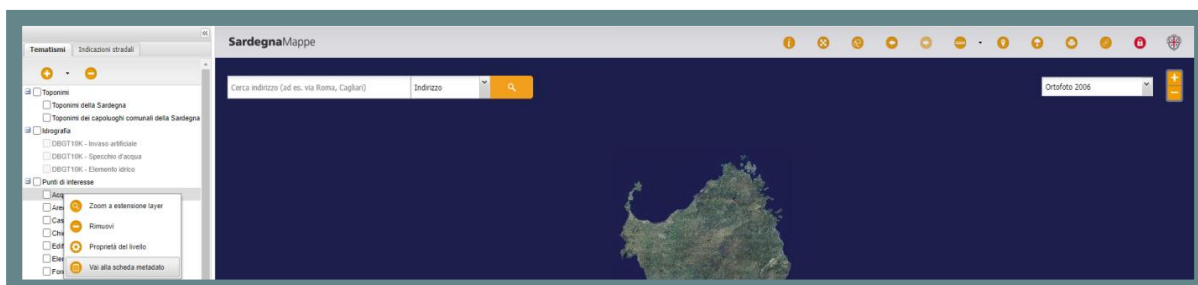 Tematismi
Indicazioni stradali
SardegnaMappe
Toponimi
Toponimi della Sardegna
Toponimi dei capoluoghi comunali della Sardegna
Idrografia
DBGT10K - Invaso artificiale
DBGT10K - Specchio d'acqua
DBGT10K - Elemento idrico
Punti di interesse
Zoom a estensione layer
Rimuovi
Proprietà del livello
Vai alla scheda metadato
Cerca indirizzo (ad es. via Roma, Cagliari)
Indirizzo
Ortofoto 2006